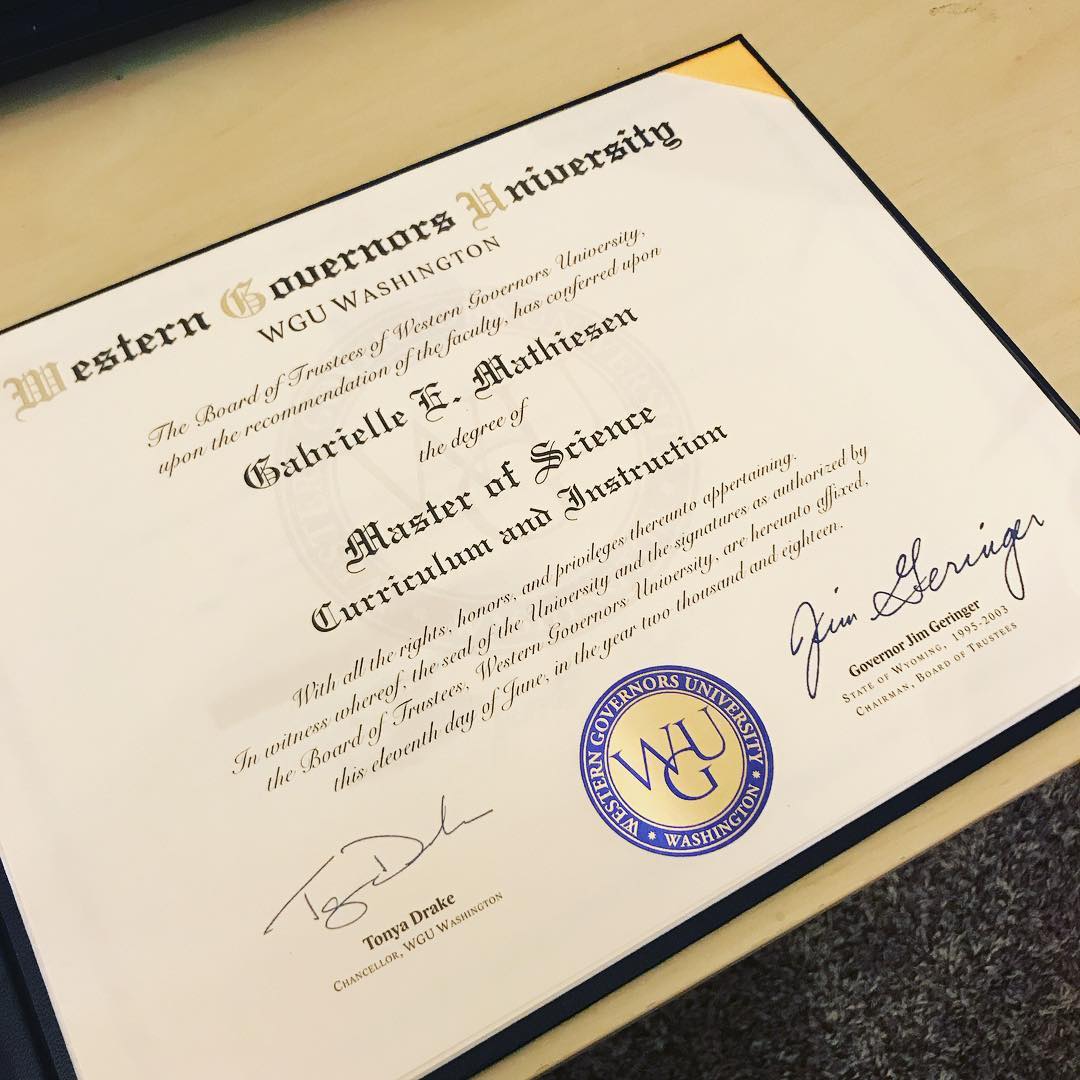 Western Governors University
WGU Washington
The Board of Trustees of Western Governors University,
upon the recommendation of the faculty, has conferred upon
Gabrielle E. Mathiesen
the degree of
Master of Science
Curriculum and Instruction
With all the rights, honors, and privileges thereunto appertaining.
In witness whereof, the seal of the University and the signatures as authorized by
the Board of Trustees, Western Governors University, are hereunto affixed,
this eleventh day of June, in the year two thousand and eighteen.
Jim Geringer
Governor Jim Geringer
State of Wyoming, 1995-2003
Chairman, Board of Trustees
WESTERN GOVERNORS UNIVERSITY
WGU
* WASHINGTON *
Tonya Drake
Chancellor, WGU Washington